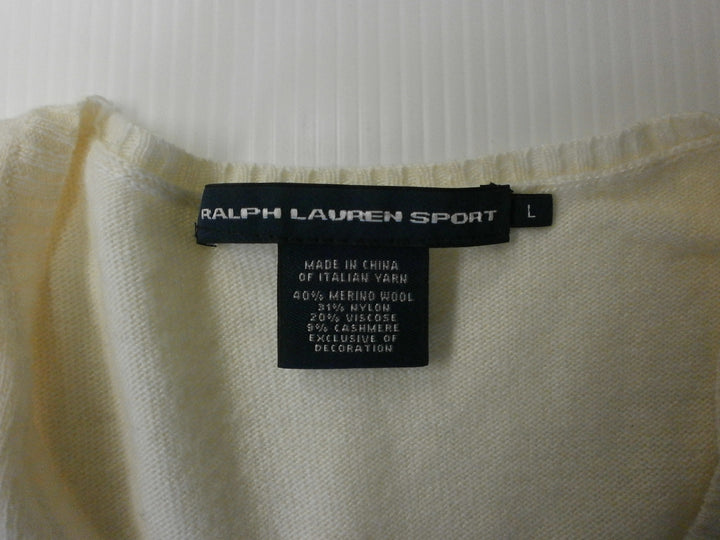 RALPH LAUREN SPORT
L
MADE IN CHINA
OF ITALIAN YARN
40% MERINO WOOL
31% NYLON
20% VISCOSE
9% CASHMERE
EXCLUSIVE OF
DECORATION